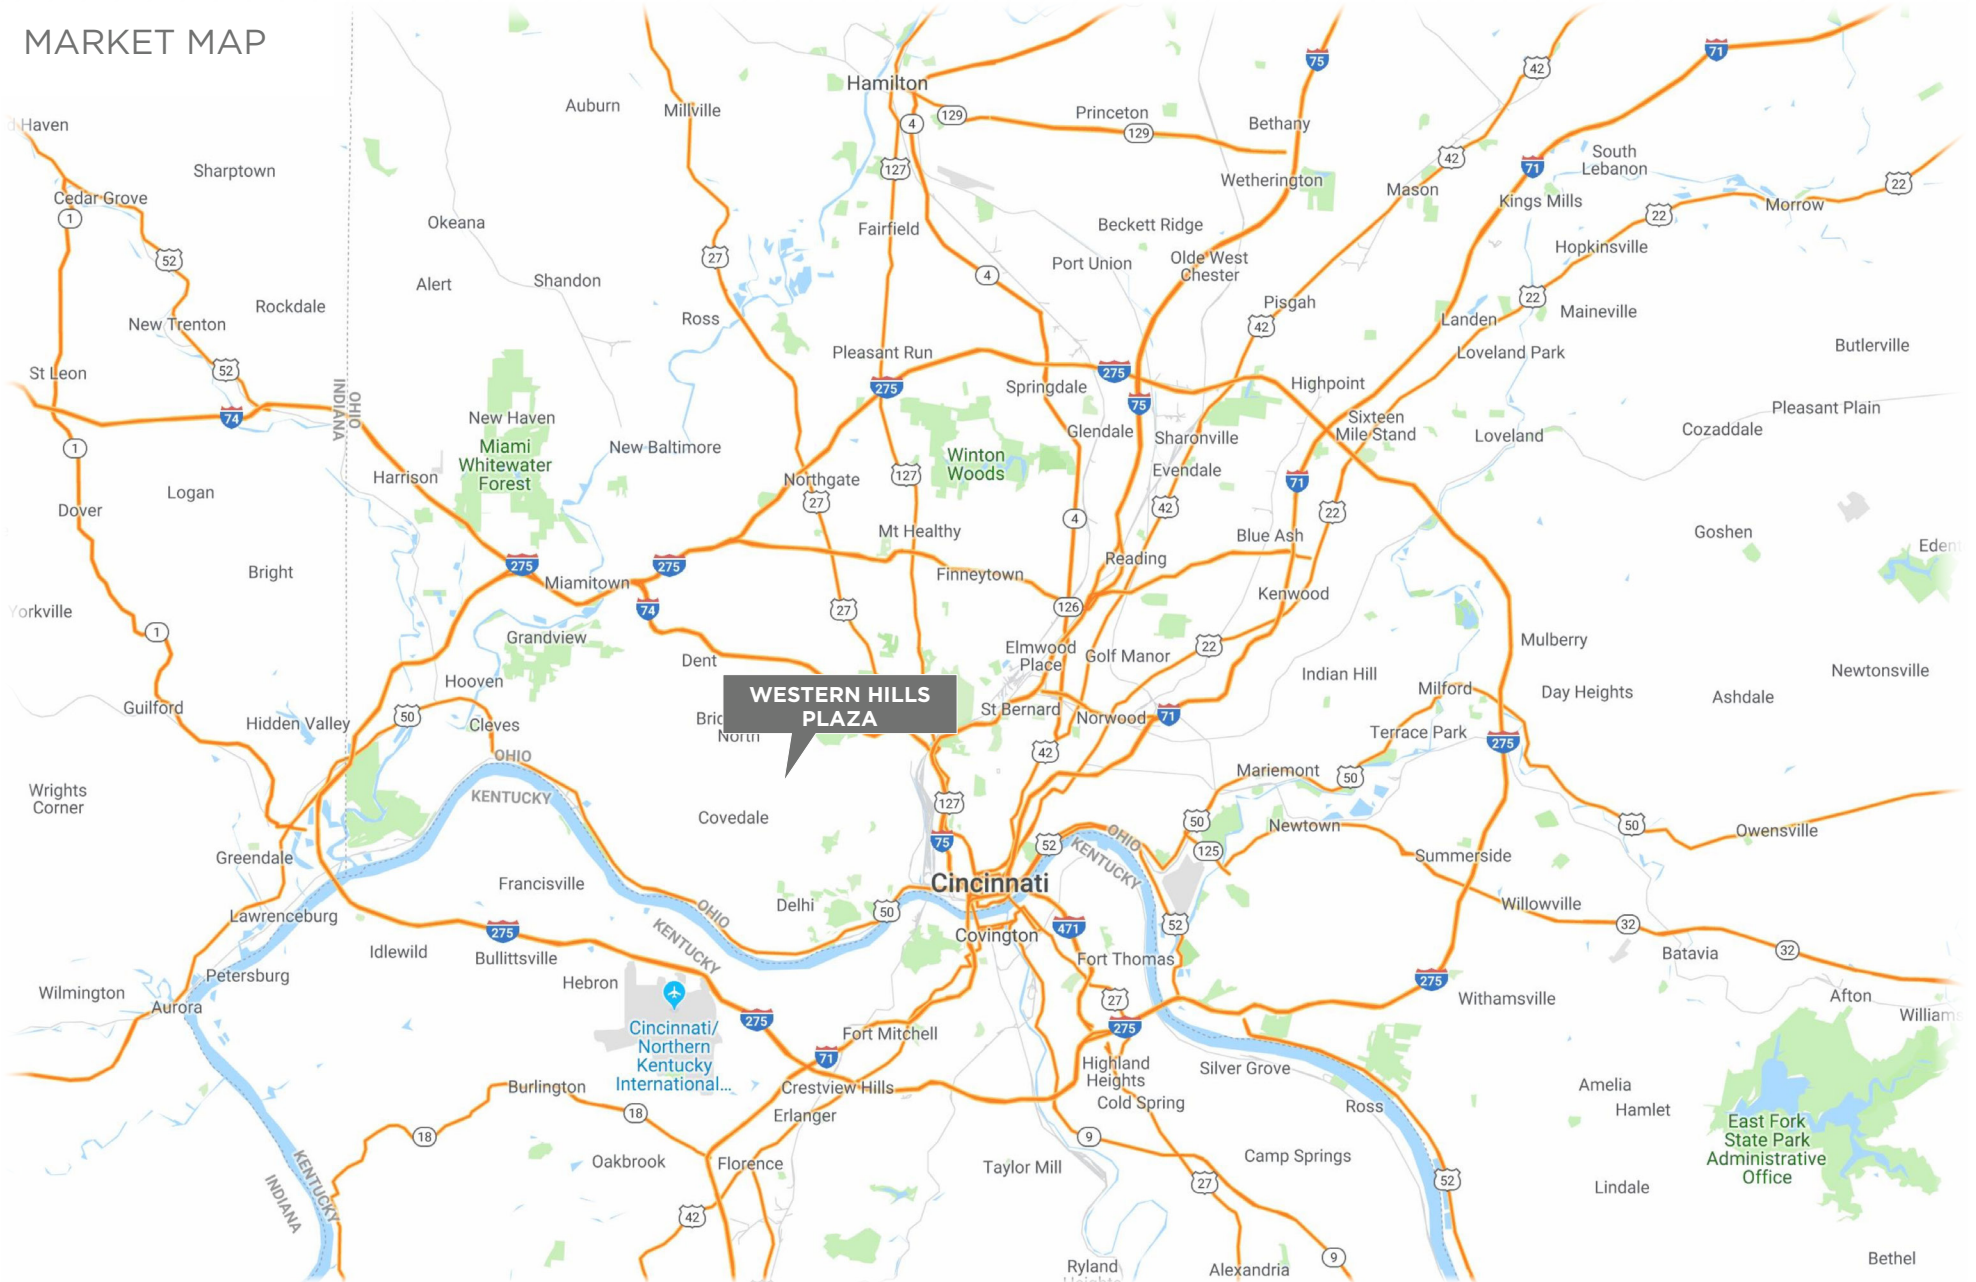 MARKET MAP
75
42
71
Hamilton
Auburn
Millville
129
Princeton
4
129
Bethany
d Haven
42
South
Lebanon
71
Sharptown
127
Wetherington
Mason
22
Cedar Grove
Kings Mills
Morrow
1
22
Okeana
Fairfield
Beckett Ridge
52
27
Port Union
Olde West
Chester
Hopkinsville
Alert
Shandon
4
Rockdale
Pisgah
22
New Trenton
Ross
42
Landen
Maineville
Pleasant Run
Loveland Park
Butlerville
St Leon
52
275
Springdale
275
Highpoint
INDIANA
OHIO
75
74
New Haven
Sixteen
Mile Stand
Pleasant Plain
Miami
Whitewater
Forest
New Baltimore
Glendale
Sharonville
Loveland
Cozaddale
1
Winton
Woods
Harrison
Northgate
127
Evendale
71
Logan
27
42
22
Dover
4
Mt Healthy
Blue Ash
Goshen
Eden
275
275
Reading
Bright
Miamitown
Finneytown
Kenwood
Yorkville
74
27
126
1
Grandview
Elmwood
Place
Golf Manor
22
Mulberry
Dent
Indian Hill
Newtonsville
Hooven
WESTERN HILLS
PLAZA
Milford
Day Heights
Ashdale
Guilford
Hidden Valley
50
Cleves
Bric
North
St Bernard
Norwood
71
Terrace Park
275
OHIO
KENTUCKY
42
Mariemont
50
Wrights
Corner
127
Covedale
50
Newtown
50
Owensville
75
52
OHIO
KENTUCKY
125
Greendale
Summerside
Francisville
Cincinnati
Delhi
50
Willowville
Lawrenceburg
OHIO
KENTUCKY
52
32
275
Covington
471
Idlewild
Bullittsville
Fort Thomas
Batavia
32
Petersburg
Hebron
275
Wilmington
Aurora
27
Withamsville
Afton
Williams
Cincinnati/
Northern
Kentucky
International...
275
Fort Mitchell
275
71
Highland
Heights
Silver Grove
Burlington
Crestview Hills
Amelia
18
Erlanger
Cold Spring
Ross
Hamlet
18
9
East Fork
State Park
Administrative
Office
KENTUCKY
INDIANA
Oakbrook
Florence
Taylor Mill
Camp Springs
27
52
Lindale
42
9
Ryland
Heights
Alexandria
Bethel